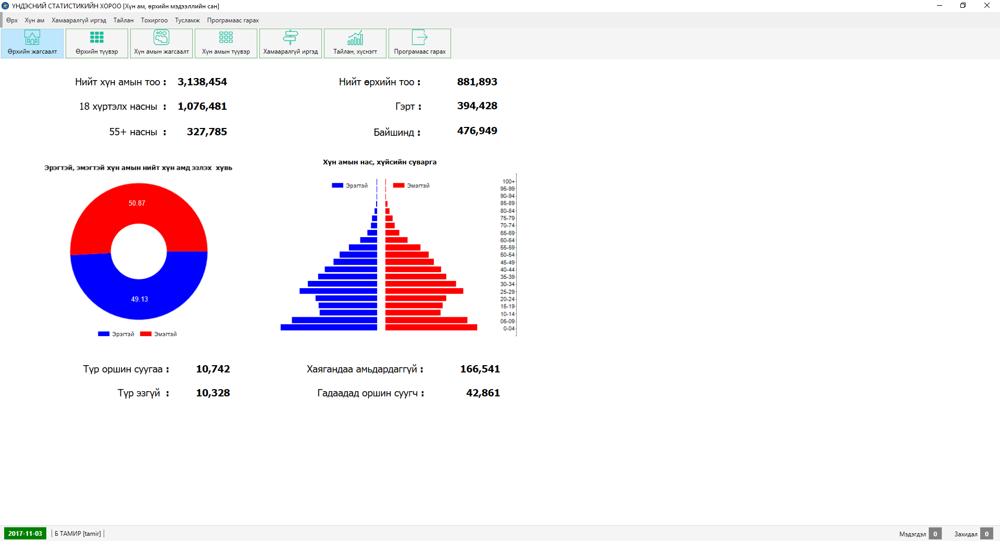 ҮНДЭСНИЙ СТАТИСТИКИЙН ХОРОО [Хүн ам, өрхийн мэдээллийн сан]
Өрх Хүн ам Хамааралгүй иргэд Тайлан Тохиргоо Тусламж Програмаас гарах
Өрхийн жагсаалт Өрхийн түүвэр Хүн амын жагсаалт Хүн амын түүвэр Хамааралгүй иргэд Тайлан, хүснэгт Програмаас гарах
Нийт хүн амын тоо : 3,138,454
Нийт өрхийн тоо : 881,893
18 хүртэлх насны : 1,076,481
Гэрт : 394,428
55+ насны : 327,785
Байшинд : 476,949
Эрэгтэй, эмэгтэй хүн амын нийт хүн амд эзлэх хувь
50.87
49.13
Эрэгтэй Эмэгтэй
Хүн амын нас, хүйсийн суварга
Эрэгтэй Эмэгтэй
100+
95-99
90-94
85-89
80-84
75-79
70-74
65-69
60-64
55-59
50-54
45-49
40-44
35-39
30-34
25-29
20-24
15-19
10-14
05-09
0-04
Түр оршин суугаа : 10,742
Хаягандаа амьдардаггүй : 166,541
Түр эзгүй : 10,328
Гадаадад оршин суугч : 42,861
2017-11-03 Б ТАМИР [tamir] Мэдэгдэл 0 Захидал 0